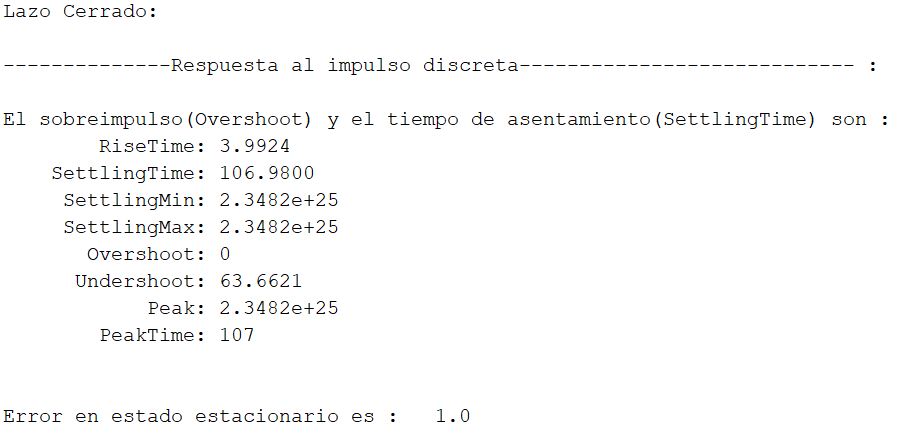 Lazo Cerrado:
--------------Respuesta al impulso discreta---------------------------- :
El sobreimpulso(Overshoot) y el tiempo de asentamiento(SettlingTime) son :
RiseTime: 3.9924
SettlingTime: 106.9800
SettlingMin: 2.3482e+25
SettlingMax: 2.3482e+25
Overshoot: 0
Undershoot: 63.6621
Peak: 2.3482e+25
PeakTime: 107
Error en estado estacionario es :   1.0